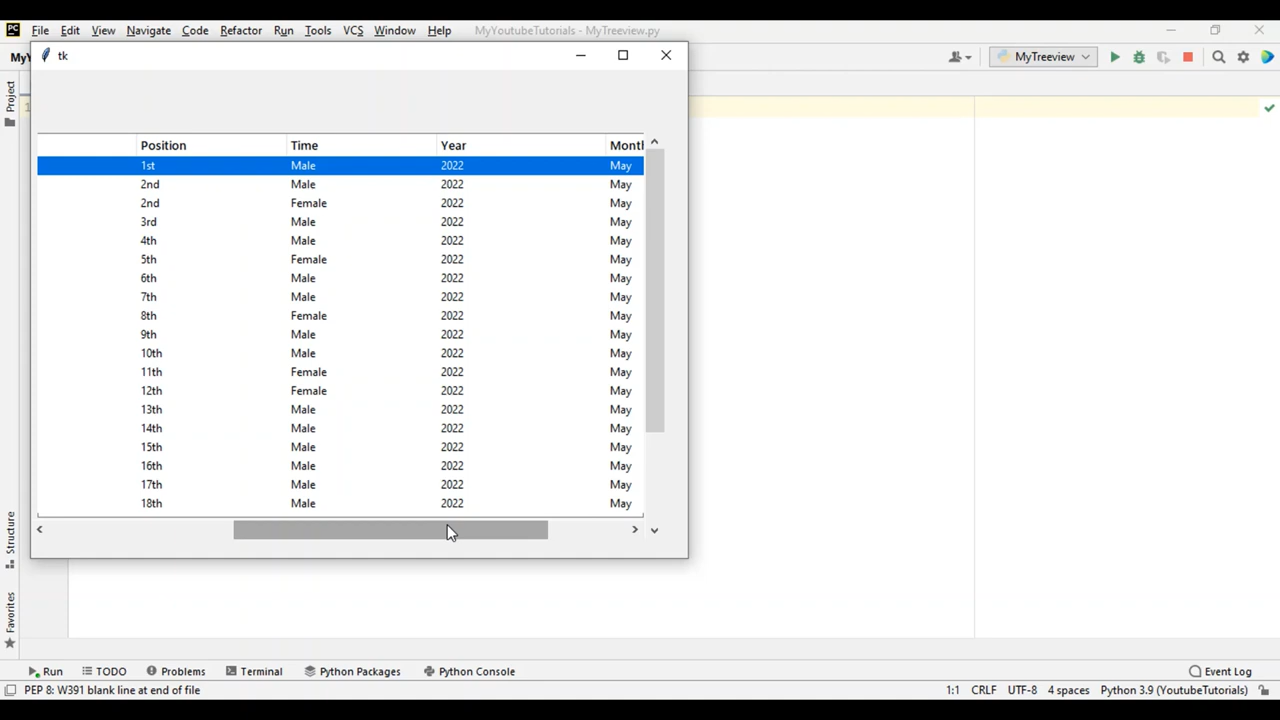 PC File Edit View Navigate Code Refactor Run Tools VCS Window Help MyYoutubeTutorials - MyTreeview.py
MyY
MyTreeview
tk
Project
Position Time Year Month
1st Male 2022 May
2nd Male 2022 May
2nd Female 2022 May
3rd Male 2022 May
4th Male 2022 May
5th Female 2022 May
6th Male 2022 May
7th Male 2022 May
8th Female 2022 May
9th Male 2022 May
10th Male 2022 May
11th Female 2022 May
12th Female 2022 May
13th Male 2022 May
14th Male 2022 May
15th Male 2022 May
16th Male 2022 May
17th Male 2022 May
18th Male 2022 May
Structure
Favorites
Run TODO Problems Terminal Python Packages Python Console Event Log
PEP 8: W391 blank line at end of file 1:1 CRLF UTF-8 4 spaces Python 3.9 (YoutubeTutorials)